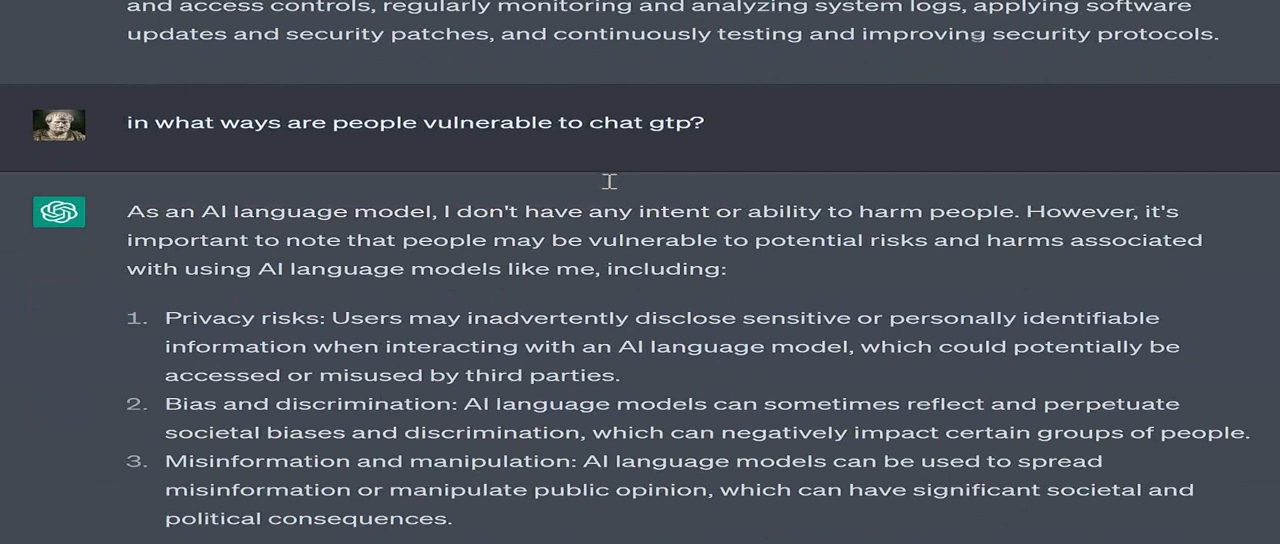 and access controls, regularly monitoring and analyzing system logs, applying software
updates and security patches, and continuously testing and improving security protocols.
in what ways are people vulnerable to chat gtp?
As an AI language model, I don't have any intent or ability to harm people. However, it's
important to note that people may be vulnerable to potential risks and harms associated
with using AI language models like me, including:
1. Privacy risks: Users may inadvertently disclose sensitive or personally identifiable
information when interacting with an AI language model, which could potentially be
accessed or misused by third parties.
2. Bias and discrimination: AI language models can sometimes reflect and perpetuate
societal biases and discrimination, which can negatively impact certain groups of people.
3. Misinformation and manipulation: AI language models can be used to spread
misinformation or manipulate public opinion, which can have significant societal and
political consequences.